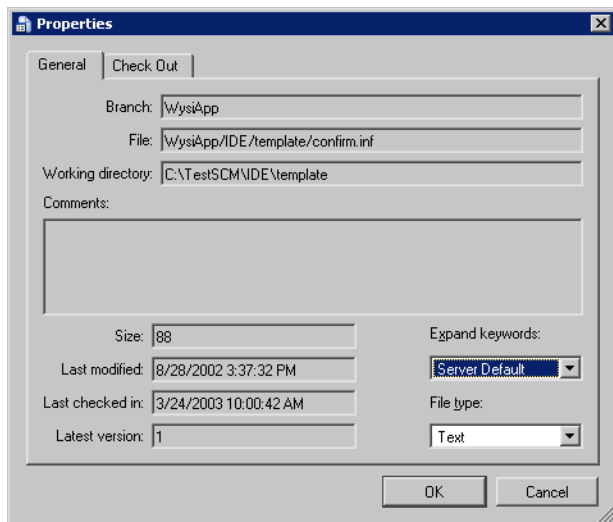 Properties
General Check Out
Branch: WysiApp
File: WysiApp/IDE/template/confirm.inf
Working directory: C:\TestSCM\IDE\template
Comments:
Size: 88
Expand keywords:
Last modified: 8/28/2002 3:37:32 PM
Server Default
Last checked in: 3/24/2003 10:00:42 AM
File type:
Latest version: 1
Text
OK Cancel